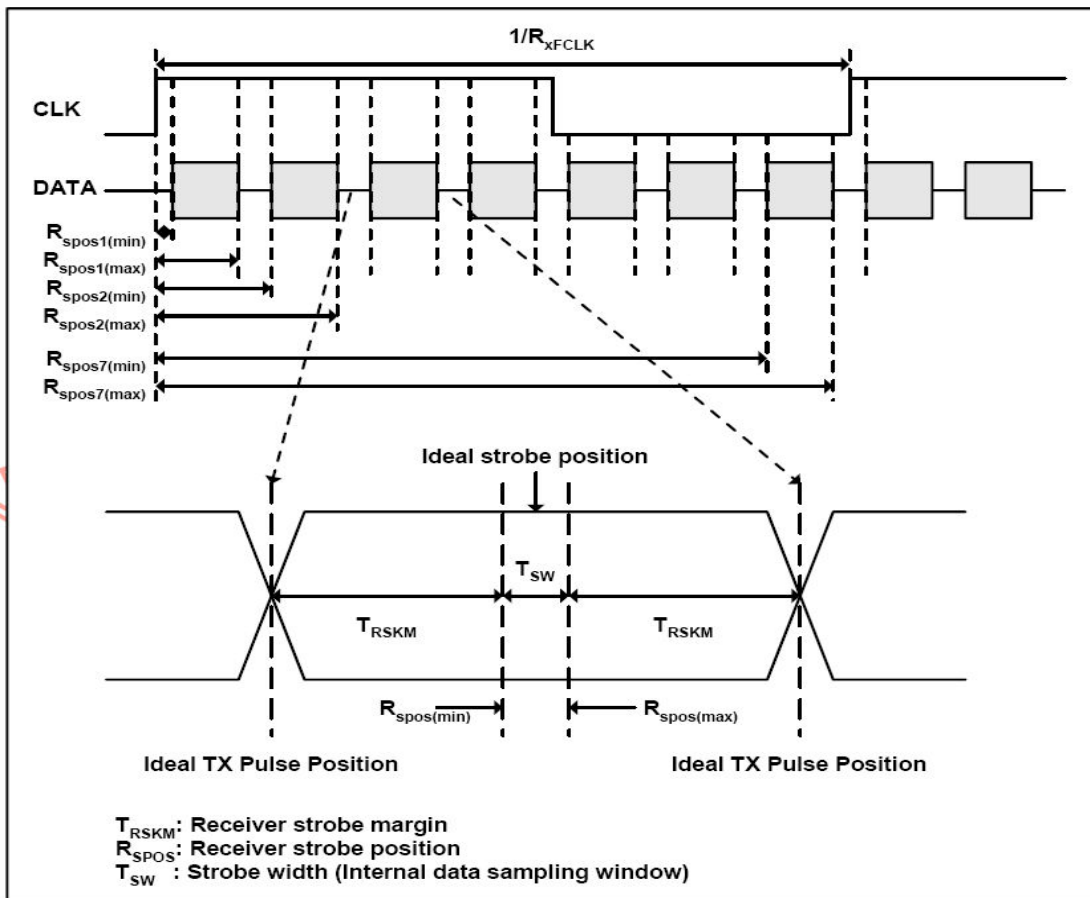 1/RxFCLK
CLK
DATA
Rspos1(min)
Rspos1(max)
Rspos2(min)
Rspos2(max)
Rspos7(min)
Rspos7(max)
Ideal strobe position
TSW
TRSKM TRSKM
Rspos(min) Rspos(max)
Ideal TX Pulse Position Ideal TX Pulse Position
TRSKM: Receiver strobe margin
RSPOS: Receiver strobe position
TSW : Strobe width (Internal data sampling window)